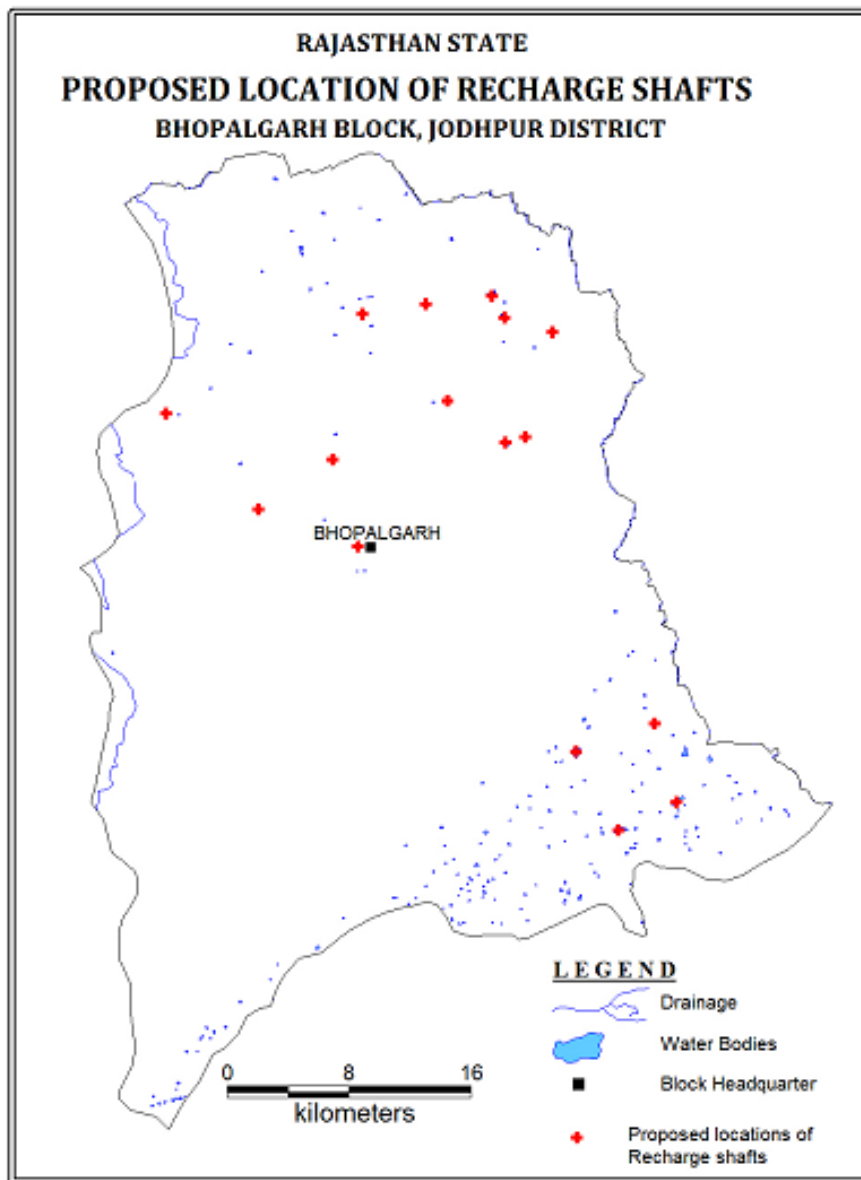 RAJASTHAN STATE
PROPOSED LOCATION OF RECHARGE SHAFTS
BHOPALGARH BLOCK, JODHPUR DISTRICT
BHOPALGARH
LEGEND
Drainage
Water Bodies
Block Headquarter
Proposed locations of
Recharge shafts
0 8 16
kilometers